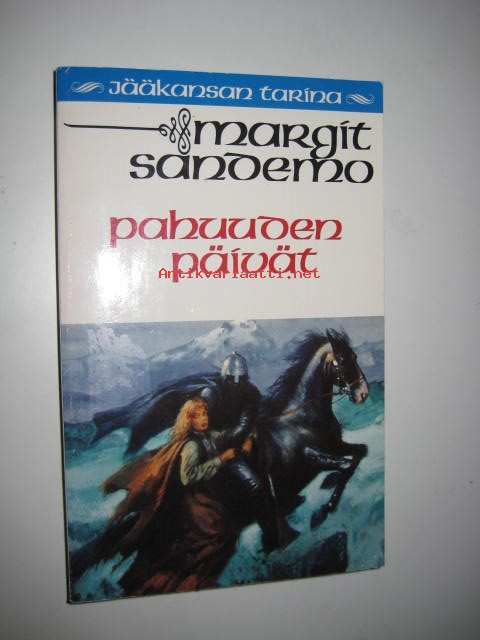 Jääkansan tarina
margit
sandemo
pahuuden
päivät
Antikvariaatti.net